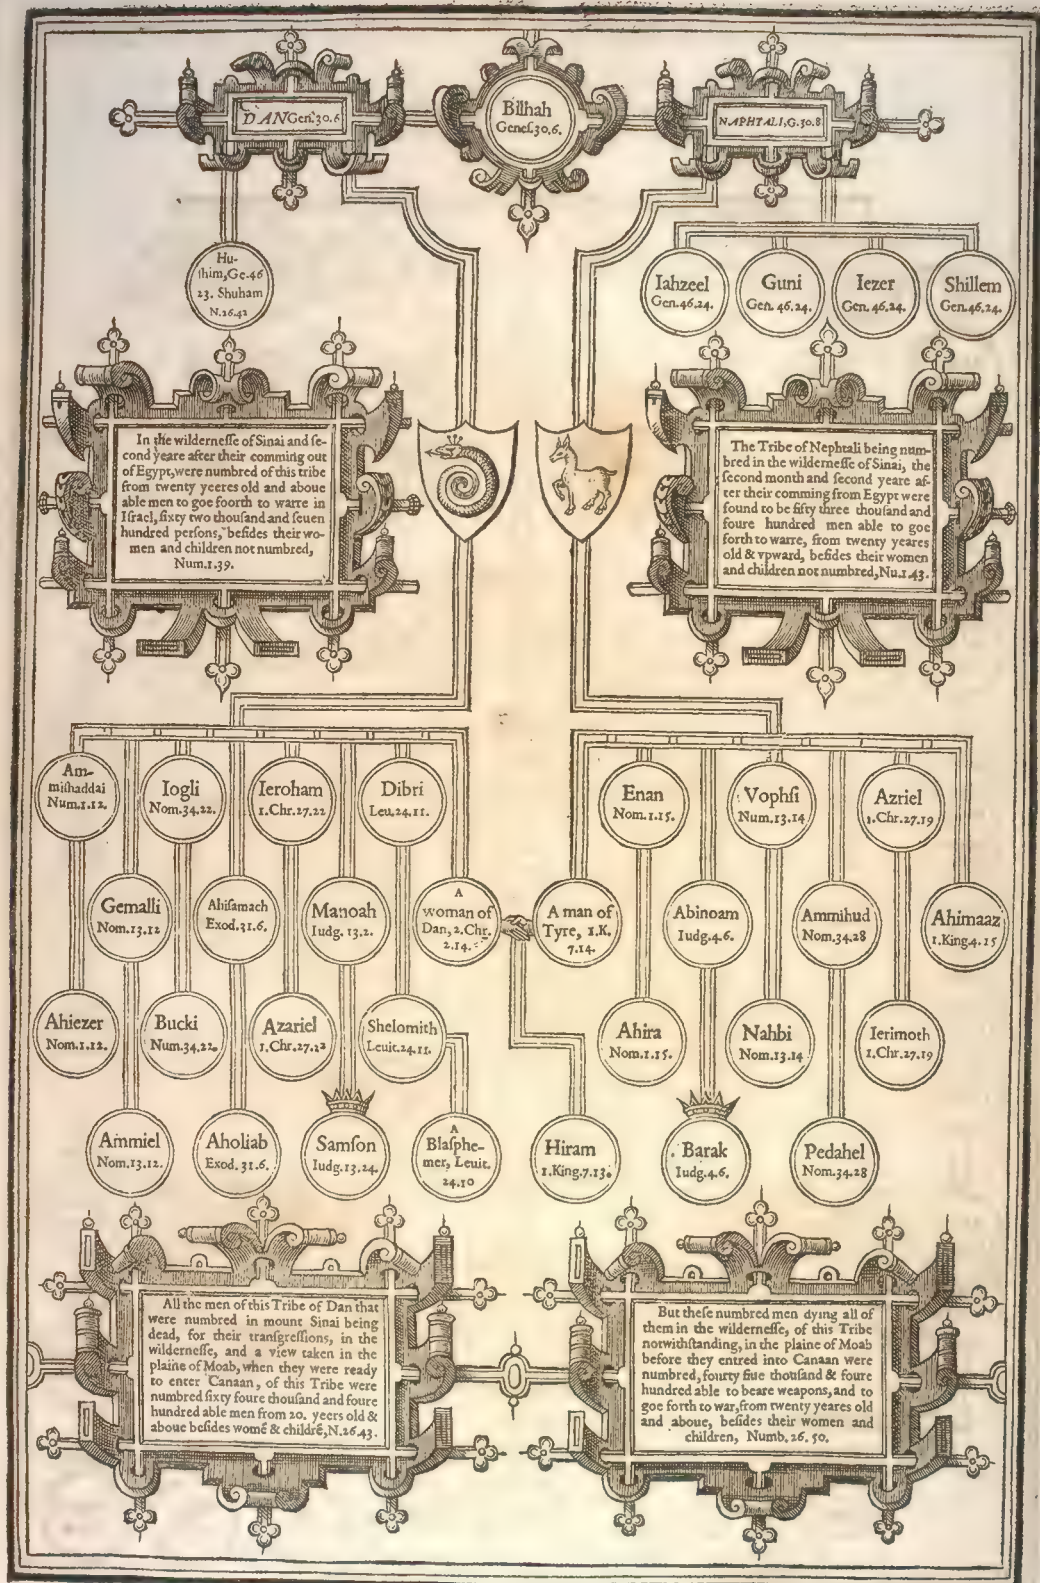 DAN Gen. 30.6
Bilhah
Genes. 30.6.
NAPHTALI, G. 30.8
Hu-
ſhim, Ge. 46
23. Shuham
N. 26.42
Iahzeel
Gen. 46.24.
Guni
Gen. 46.24.
Iezer
Gen. 46.24.
Shillem
Gen. 46.24.
In the wilderneſſe of Sinai and ſe-
cond yeare after their comming out
of Egypt, were numbred of this tribe
from twenty yeeres old and aboue
able men to goe foorth to warre in
Iſrael, ſixty two thouſand and ſeuen
hundred perſons, beſides their wo-
men and children not numbred,
Num. 1.39.
The Tribe of Nephtali being num-
bred in the wilderneſſe of Sinai, the
ſecond month and ſecond yeare af-
ter their comming from Egypt were
found to be fifty three thouſand and
foure hundred men able to goe
forth to warre, from twenty yeares
old & vpward, beſides their women
and children not numbred, Nu. 1.43.
Am-
miſhaddai
Num. 1.12.
Iogli
Nom. 34.22.
Ieroham
1. Chr. 27.22
Dibri
Leu. 24.11.
Enan
Nom. 1.15.
Vophſi
Num. 13.14
Azriel
1. Chr. 27.19
Gemalli
Nom. 13.12
Ahiſamach
Exod. 31.6.
Manoah
Iudg. 13.2.
A
woman of
Dan, 2. Chr.
2.14.
A man of
Tyre, 1. K.
7.14.
Abinoam
Iudg. 4.6.
Ammihud
Nom. 34.28
Ahimaaz
1. King. 4.15
Ahiezer
Nom. 1.12.
Bucki
Num. 34.22.
Azariel
1. Chr. 27.22
Shelomith
Leuit. 24.11.
Ahira
Nom. 1.15.
Nahbi
Nom. 13.14
Ierimoth
1. Chr. 27.19
Ammiel
Nom. 13.12.
Aholiab
Exod. 31.6.
Samſon
Iudg. 13.24.
A
Blaſphe-
mer, Leuit.
24.10
Hiram
1. King. 7.13.
Barak
Iudg. 4.6.
Pedahel
Nom. 34.28
All the men of this Tribe of Dan that
were numbred in mount Sinai being
dead, for their tranſgreſſions, in the
wilderneſſe, and a view taken in the
plaine of Moab, when they were ready
to enter Canaan, of this Tribe were
numbred ſixty foure thouſand and foure
hundred able men from 20. yeers old &
aboue beſides womē & childrē, N. 26.43.
But theſe numbred men dying all of
them in the wilderneſſe, of this Tribe
notwithſtanding, in the plaine of Moab
before they entred into Canaan were
numbred, fourty fiue thouſand & foure
hundred able to beare weapons, and to
goe forth to war, from twenty yeares old
and aboue, beſides their women and
children, Numb. 26. 50.